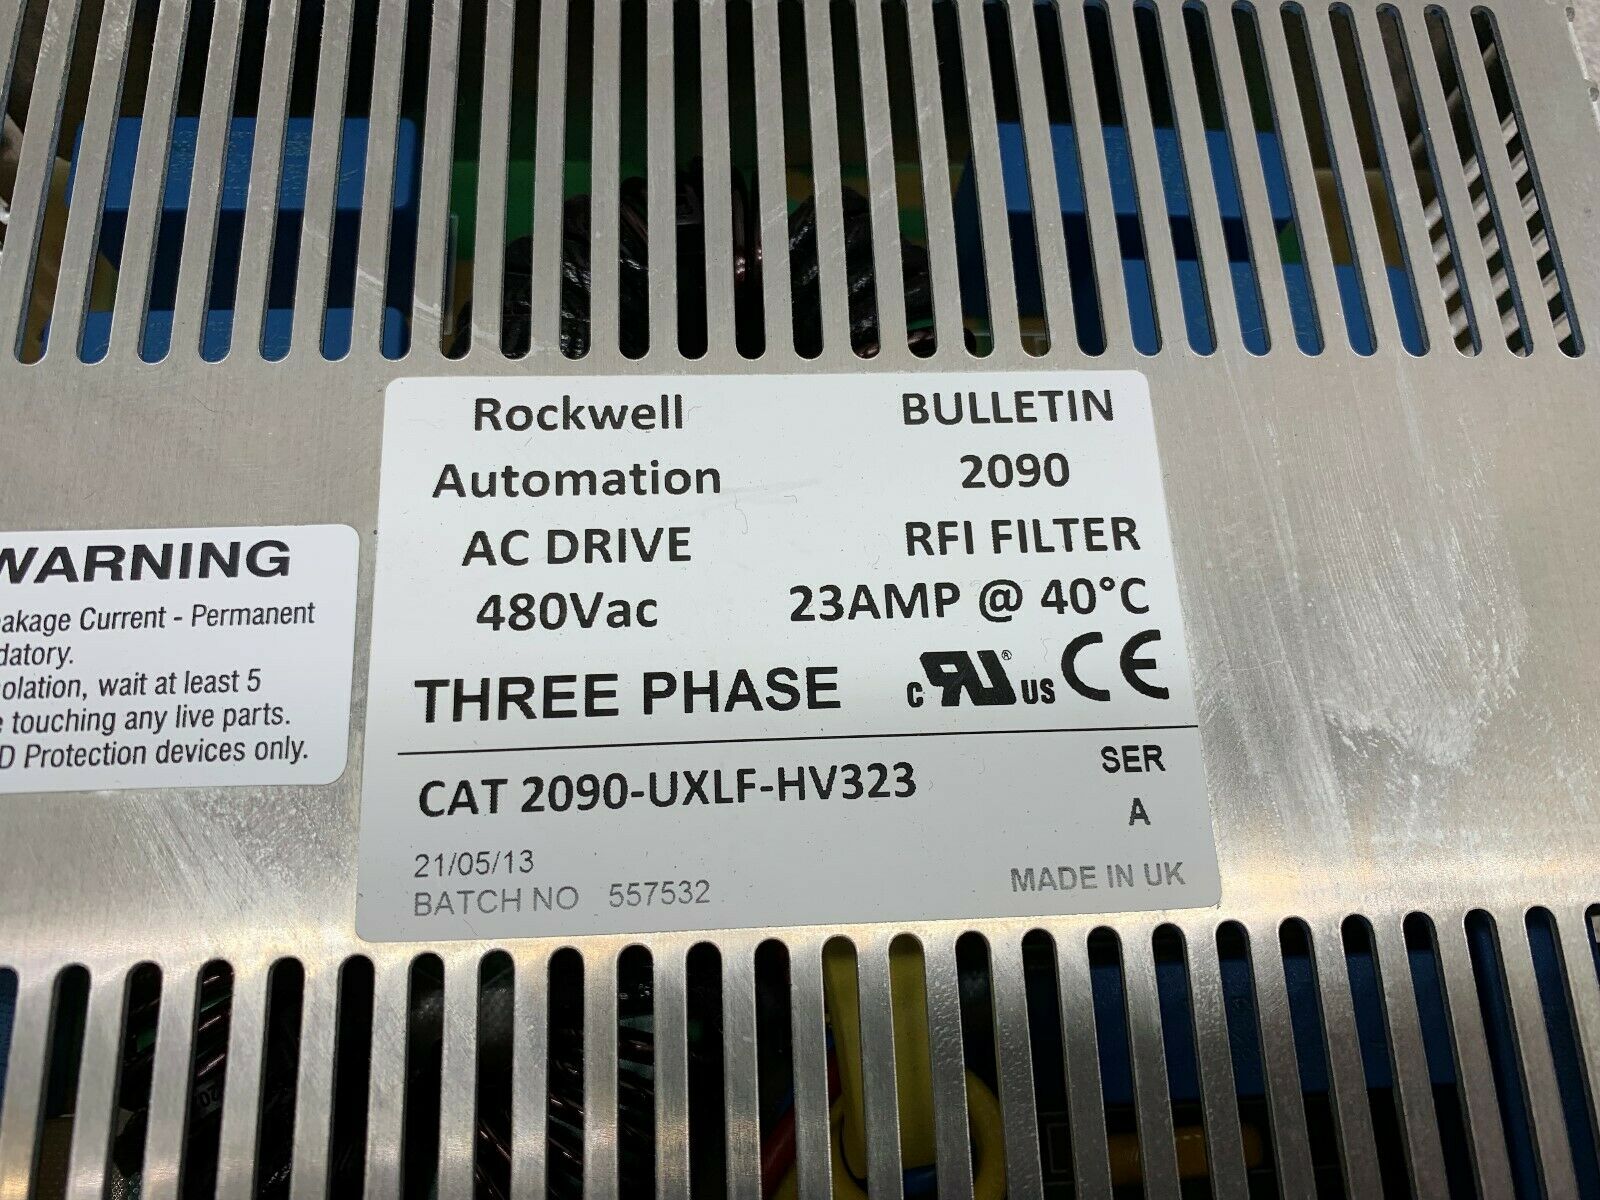 Rockwell BULLETIN
Automation 2090
AC DRIVE RFI FILTER
480Vac 23AMP @ 40°C
THREE PHASE c RU ® US CE
CAT 2090-UXLF-HV323 SER
A
21/05/13
BATCH NO 557532 MADE IN UK
WARNING
akage Current - Permanent
datory.
olation, wait at least 5
e touching any live parts.
D Protection devices only.